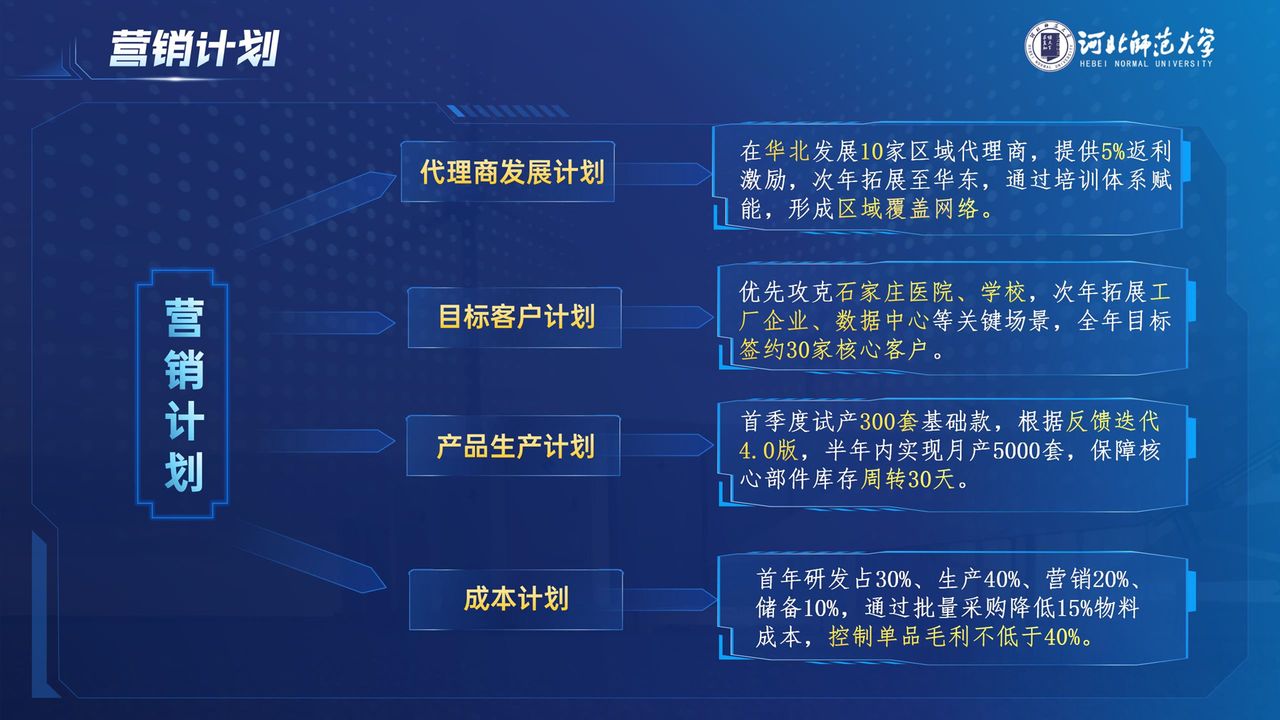 营销计划
河北师范大学
HEBEI NORMAL UNIVERSITY
营销计划
代理商发展计划
在华北发展10家区域代理商，提供5%返利
激励，次年拓展至华东，通过培训体系赋
能，形成区域覆盖网络。
目标客户计划
优先攻克石家庄医院、学校，次年拓展工
厂企业、数据中心等关键场景，全年目标
签约30家核心客户。
产品生产计划
首季度试产300套基础款，根据反馈迭代
4.0版，半年内实现月产5000套，保障核
心部件库存周转30天。
成本计划
首年研发占30%、生产40%、营销20%、
储备10%，通过批量采购降低15%物料
成本，控制单品毛利不低于40%。